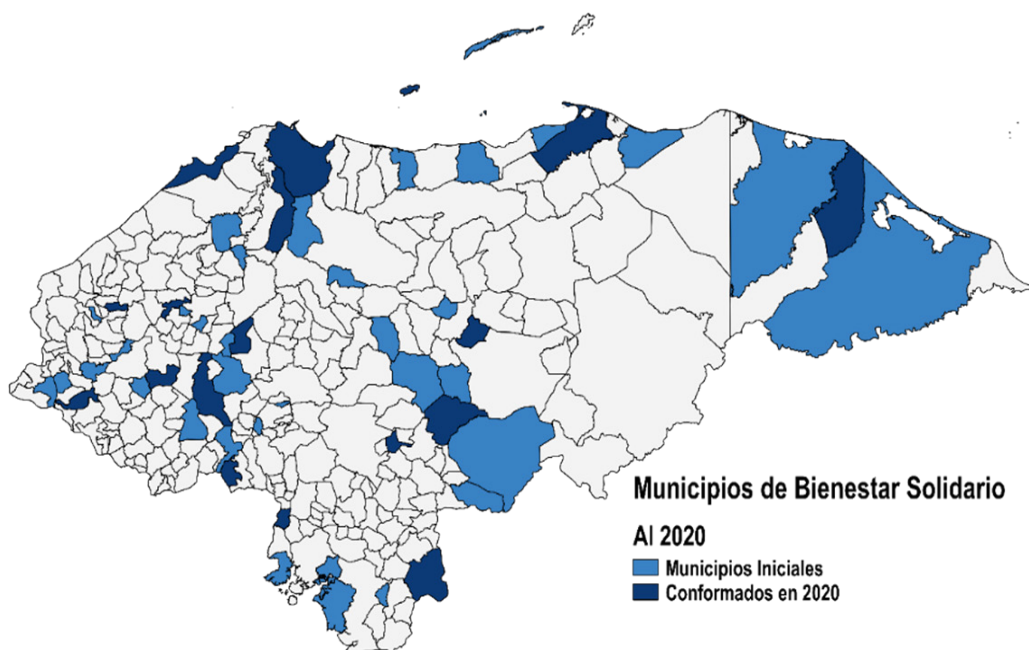 Municipios de Bienestar Solidario
Al 2020
Municipios Iniciales
Conformados en 2020